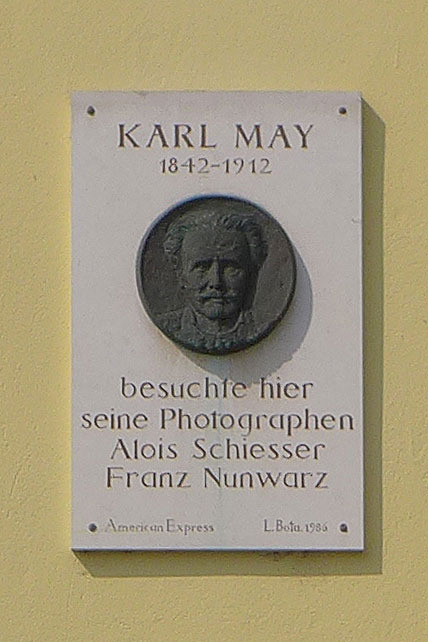 KARL MAY
1842-1912
besuchte hier
seine Photographen
Alois Schiesser
Franz Nunwarz
American Express L.Bota.1986